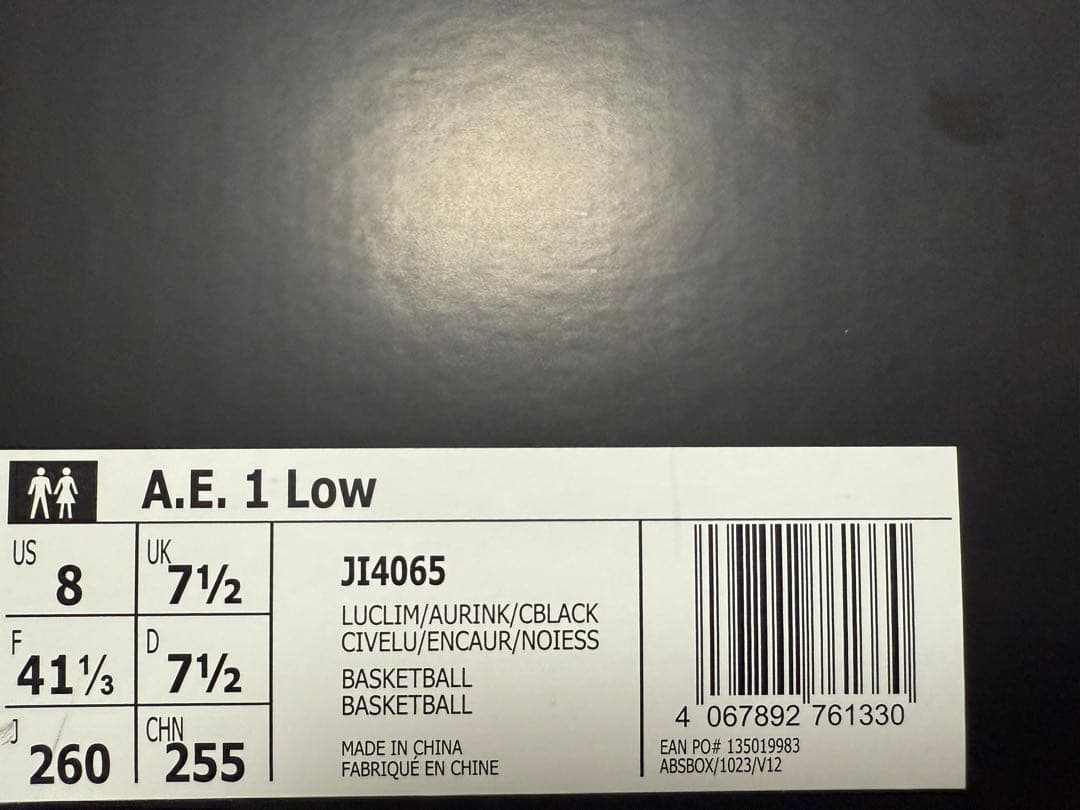 A.E. 1 Low
US 8
UK 7½
F 41⅓
D 7½
J 260
CHN 255
JI4065
LUCLIM/AURINK/CBLACK
CIVELU/ENCAUR/NOIESS
BASKETBALL
BASKETBALL
MADE IN CHINA
FABRIQUÉ EN CHINE
4 067892 761330
EAN PO# 135019983
ABSBOX/1023/V12